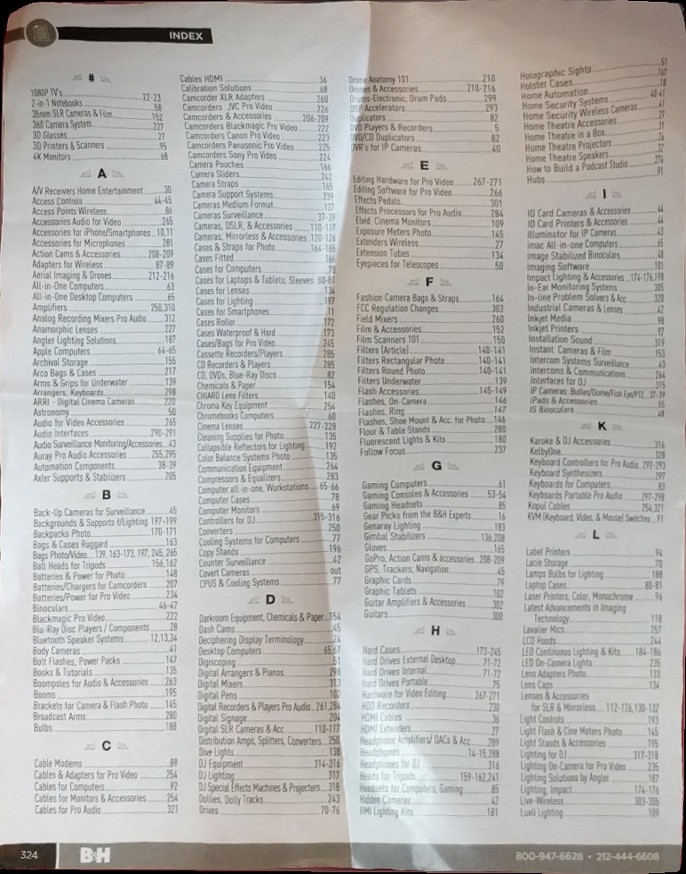 INDEX
#
1080P TV's 22-23
2-in-1 Notebooks 58
35mm SLR Cameras & Film 152
360 Camera System 227
3D Glasses 27
3D Printers & Scanners 95
4K Monitors 68
A
A/V Receivers Home Entertainment 30
Access Controls 44-45
Access Points Wireless 86
Accessories Audio for Video 265
Accessories for iPhone/Smartphones 10,11
Accessories for Microphones 281
Action Cams & Accessories 208-209
Adapters for Wireless 87-89
Aerial Imaging & Drones 212-216
All-in-One Computers 63
All-in-One Desktop Computers 65
Amplifiers 250,310
Analog Recording Mixers Pro Audio 312
Anamorphic Lenses 227
Angler Lighting Solutions 187
Apple Computers 64-65
Archival Storage 155
Arco Bags & Cases 217
Arms & Grips for Underwater 139
Arrangers, Keyboards 298
ARRI - Digital Cinema Cameras 220
Astronomy 50
Audio for Video Accessories 265
Audio Interfaces 290-291
Audio Surveillance Monitoring/Accessories 43
Auray Pro Audio Accessories 255,295
Automation Components 38-39
Axler Supports & Stabilizers 205
B
Back-Up Cameras for Surveillance 45
Backgrounds & Supports f/Lighting 197-199
Backpacks Photo 170-171
Bags & Cases Ruggard 163
Bags Photo/Video 139, 163-173, 197, 245, 265
Ball Heads for Tripods 156,162
Batteries & Power for Photo 148
Batteries/Chargers for Camcorders 207
Batteries/Power for Pro Video 234
Binoculars 46-47
Blackmagic Pro Video 222
Blu-Ray Disc Players / Components 28
Bluetooth Speaker Systems 12,13,34
Body Cameras 41
Bolt Flashes, Power Packs 147
Books & Tutorials 135
Boompoles for Audio & Accessories 263
Booms 195
Brackets for Camera & Flash Photo 145
Broadcast Arms 280
Bulbs 188
C
Cable Modems 89
Cables & Adapters for Pro Video 254
Cables for Computers 92
Cables for Monitors & Accessories 254
Cables for Pro Audio 321
Cables HDMI 36
Calibration Solutions 68
Camcorder XLR Adapters 260
Camcorders JVC Pro Video 226
Camcorders & Accessories 206-209
Camcorders Blackmagic Pro Video 222
Camcorders Canon Pro Video 223
Camcorders Panasonic Pro Video 225
Camcorders Sony Pro Video 224
Camera Pouches 166
Camera Sliders 242
Camera Straps 165
Camera Support Systems 239
Cameras Medium Format 127
Cameras Surveillance 37-39
Cameras, DSLR, & Accessories 110-117
Cameras, Mirrorless & Accessories 120-126
Cases & Straps for Photo 164-165
Cases Fitted 166
Cases for Computers 78
Cases for Laptops & Tablets, Sleeves 80-81
Cases for Lenses 134
Cases for Lighting 197
Cases for Smartphones 11
Cases Roller 172
Cases Waterproof & Hard 173
Cases/Bags for Pro Video 245
Cassette Recorders/Players 285
CD Recorders & Players 285
CD, DVDs, Blue-Ray Discs 82
Chemicals & Paper 154
CHIARO Lens Filters 140
Chroma Key Equipment 254
Chromebooks Computers 60
Cinema Lenses 227-228
Cleaning Supplies for Photo 135
Collapsible Reflectors for Lighting 192
Color Balance Systems Photo 135
Communication Equipment 264
Compressors & Equalizers 283
Computer all-in-one, Workstations 65-66
Computer Cases 78
Computer Monitors 69
Controllers for DJ 315-316
Converters 250
Cooling Systems for Computers 77
Copy Stands 196
Counter Surveillance 42
Covert Cameras out
CPUS & Cooling Systems 77
D
Darkroom Equipment, Chemicals & Paper 154
Dash Cams 45
Deciphering Display Terminology 24
Desktop Computers 65,67
Digiscoping 51
Digital Arrangers & Pianos 298
Digital Mixers 313
Digital Pens 102
Digital Recorders & Players Pro Audio 261,284
Digital Signage 204
Digital SLR Cameras & Acc 110-117
Distribution Amps, Splitters, Converters 250
Dive Lights 138
DJ Equipment 314-316
DJ Lighting 317
DJ Special Effects Machines & Projectors 318
Dollies, Dolly Tracks 243
Drives 70-76
Drone Anatomy 101 210
Drones & Accessories 210-216
Drums-Electronic, Drum Pads 299
DSP Accelerators 293
Duplicators 82
DVD Players & Recorders 5
DVD/CD Duplicators 82
DVR's for IP Cameras 40
E
Editing Hardware for Pro Video 267-271
Editing Software for Pro Video 266
Effects Pedals 301
Effects Processors for Pro Audio 284
Elvid Cinema Monitors 109
Exposure Meters Photo 145
Extenders Wireless 27
Extension Tubes 134
Eyepieces for Telescopes 50
F
Fashion Camera Bags & Straps 164
FCC Regulation Changes 303
Field Mixers 260
Film & Accessories 152
Film Scanners 101 150
Filters (Article) 140-141
Filters Rectangular Photo 140-141
Filters Round Photo 140-141
Filters Underwater 139
Flash Accessories 145-149
Flashes, On-Camera 146
Flashes, Ring 147
Flashes, Shoe Mount & Acc. for Photo 146
Floor & Table Stands 280
Fluorescent Lights & Kits 180
Follow Focus 237
G
Gaming Computers 61
Gaming Consoles & Accessories 53-54
Gaming Headsets 85
Gear Picks from the B&H Experts 16
Genaray Lighting 183
Gimbal Stabilizers 136,208
Gloves 165
GoPro, Action Cams & accessories 208-209
GPS, Trackers, Navigation 45
Graphic Cards 79
Graphic Tablets 102
Guitar Amplifiers & Accessories 302
Guitars 300
H
Hard Cases 173-245
Hard Drives External Desktop 71-72
Hard Drives Internal 71-72
Hard Drives Portable 75
Hardware for Video Editing 267-271
HDD Recorders 230
HDMI Cables 36
HDMI Extenders 27
Headphone Amplifiers/ DACs & Acc 289
Headphones 14-15,288
Headphones for DJ 316
Heads for Tripods 159-162,241
Headsets for Computers, Gaming 85
Hidden Cameras 42
HMI Lighting Kits 181
Holographic Sights 51
Holster Cases 167
Home Automation 18
Home Security Systems 40-41
Home Security Wireless Cameras 41
Home Theatre Accessories
Home Theatre in a Box
Home Theatre Projectors
Home Theatre Speakers
How to Build a Podcast Studio 274
Hubs 91
I
ID Card Cameras & Accessories 44
ID Card Printers & Accessories 44
Illuminator for IP Cameras 43
imac All-in-one Computers 65
Image Stabilized Binoculars 48
Imaging Software 101
Impact Lighting & Accessories 174-176,198
In-Ear Monitoring Systems 305
In-line Problem Solvers & Acc 320
Industrial Cameras & Lenses 42
Inkjet Media 98
Inkjet Printers 97
Installation Sound 319
Instant Cameras & Film 153
Intercom Systems Surveillance 43
Intercoms & Communications 264
Interfaces for DJ 315
IP Cameras: Bullet/Dome/Fish Eye/PTZ 37-39
iPads & Accessories 55
IS Binoculars 48
K
Karoke & DJ Accessories 316
KelbyOne 328
Keyboard Controllers for Pro Audio 292-293
Keyboards & Synthesizers 297
Keyboards for Computers 83
Keyboards Portable Pro Audio 297-298
Kopul Cables 254,321
KVM (Keyboard, Video, & Mouse) Switches 91
L
Label Printers 94
Lacie Storage 70
Lamps Bulbs for Lighting 188
Laptop Cases 80-81
Laser Printers, Color, Monochrome 96
Latest Advancements in Imaging
Technology 118
Lavalier Mics 257
LCD Hoods 244
LED Continuous Lighting & Kits 184-186
LED On-Camera Lights 235
Lens Adapters Photo 133
Lens Caps 134
Lenses & Accessories
for SLR & Mirrorless 112-126,130-132
Light Controls 193
Light Flash & Cine Meters Photo 145
Light Stands & Accessories 195
Lighting for DJ 317-318
Lighting On-Camera for Pro Video 235
Lighting Solutions by Angler 187
Lighting, Impact 174-176
Live-Wireless 303-305
Luxli Lighting 109
324 B&H 800-947-6628 • 212-444-6608